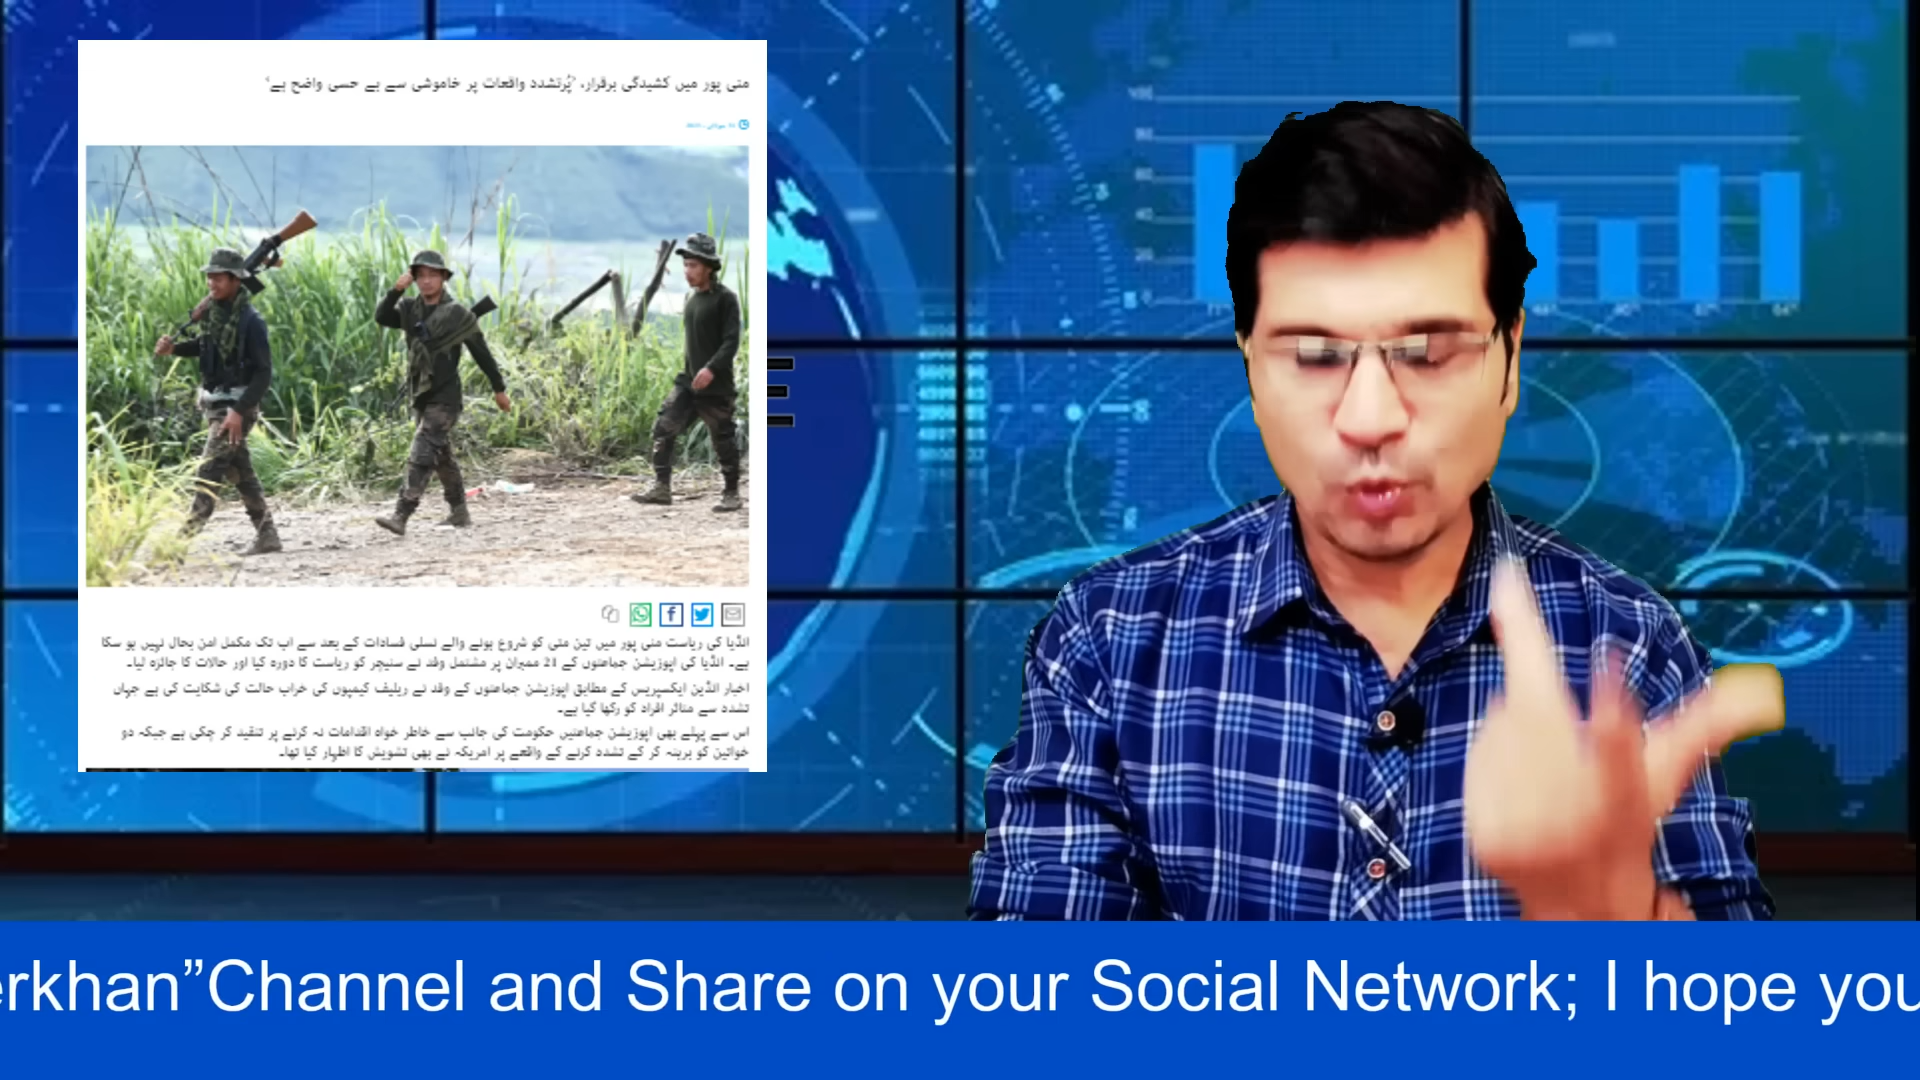 منی پور میں کشیدگی برقرار، ’پُرتشدد واقعات پر خاموشی سے بے حسی واضح ہے‘
انڈیا کی ریاست منی پور میں تین مئی کو شروع ہونے والے نسلی فسادات کے بعد سے اب تک مکمل امن بحال نہیں ہو سکا
ہے۔ انڈیا کی اپوزیشن جماعتوں کے 21 ممبران پر مشتمل وفد نے سنیچر کو ریاست کا دورہ کیا اور حالات کا جائزہ لیا۔
اخبار انڈین ایکسپریس کے مطابق اپوزیشن جماعتوں کے وفد نے ریلیف کیمپوں کی خراب حالت کی شکایت کی ہے جہاں
تشدد سے متاثر افراد کو رکھا گیا ہے۔
اس سے پہلے بھی اپوزیشن جماعتیں حکومت کی جانب سے خاطر خواہ اقدامات نہ کرنے پر تنقید کر چکی ہے جبکہ دو
خواتین کو برہنہ کر کے تشدد کرنے کے واقعے پر امریکہ نے بھی تشویش کا اظہار کیا تھا۔
E
erkhan”Channel and Share on your Social Network; I hope you